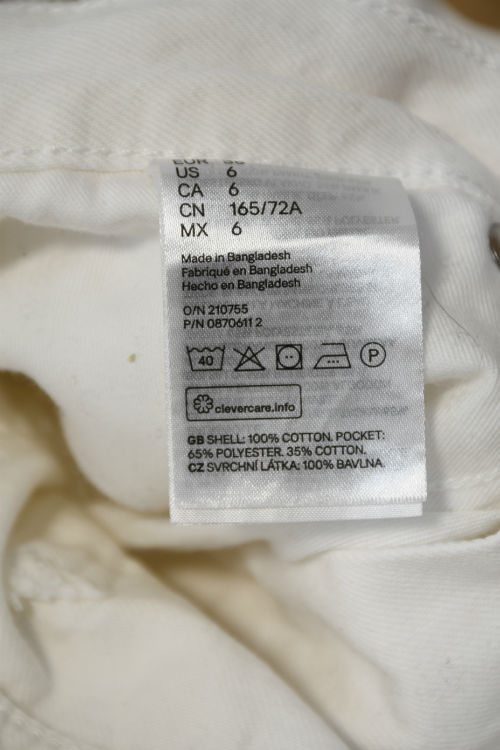 US 6
CA 6
CN 165/72A
MX 6
Made in Bangladesh
Fabriqué en Bangladesh
Hecho en Bangladesh
O/N 210755
P/N 0870611 2
40
P
clevercare.info
GB SHELL: 100% COTTON. POCKET:
65% POLYESTER. 35% COTTON.
CZ SVRCHNÍ LÁTKA: 100% BAVLNA.